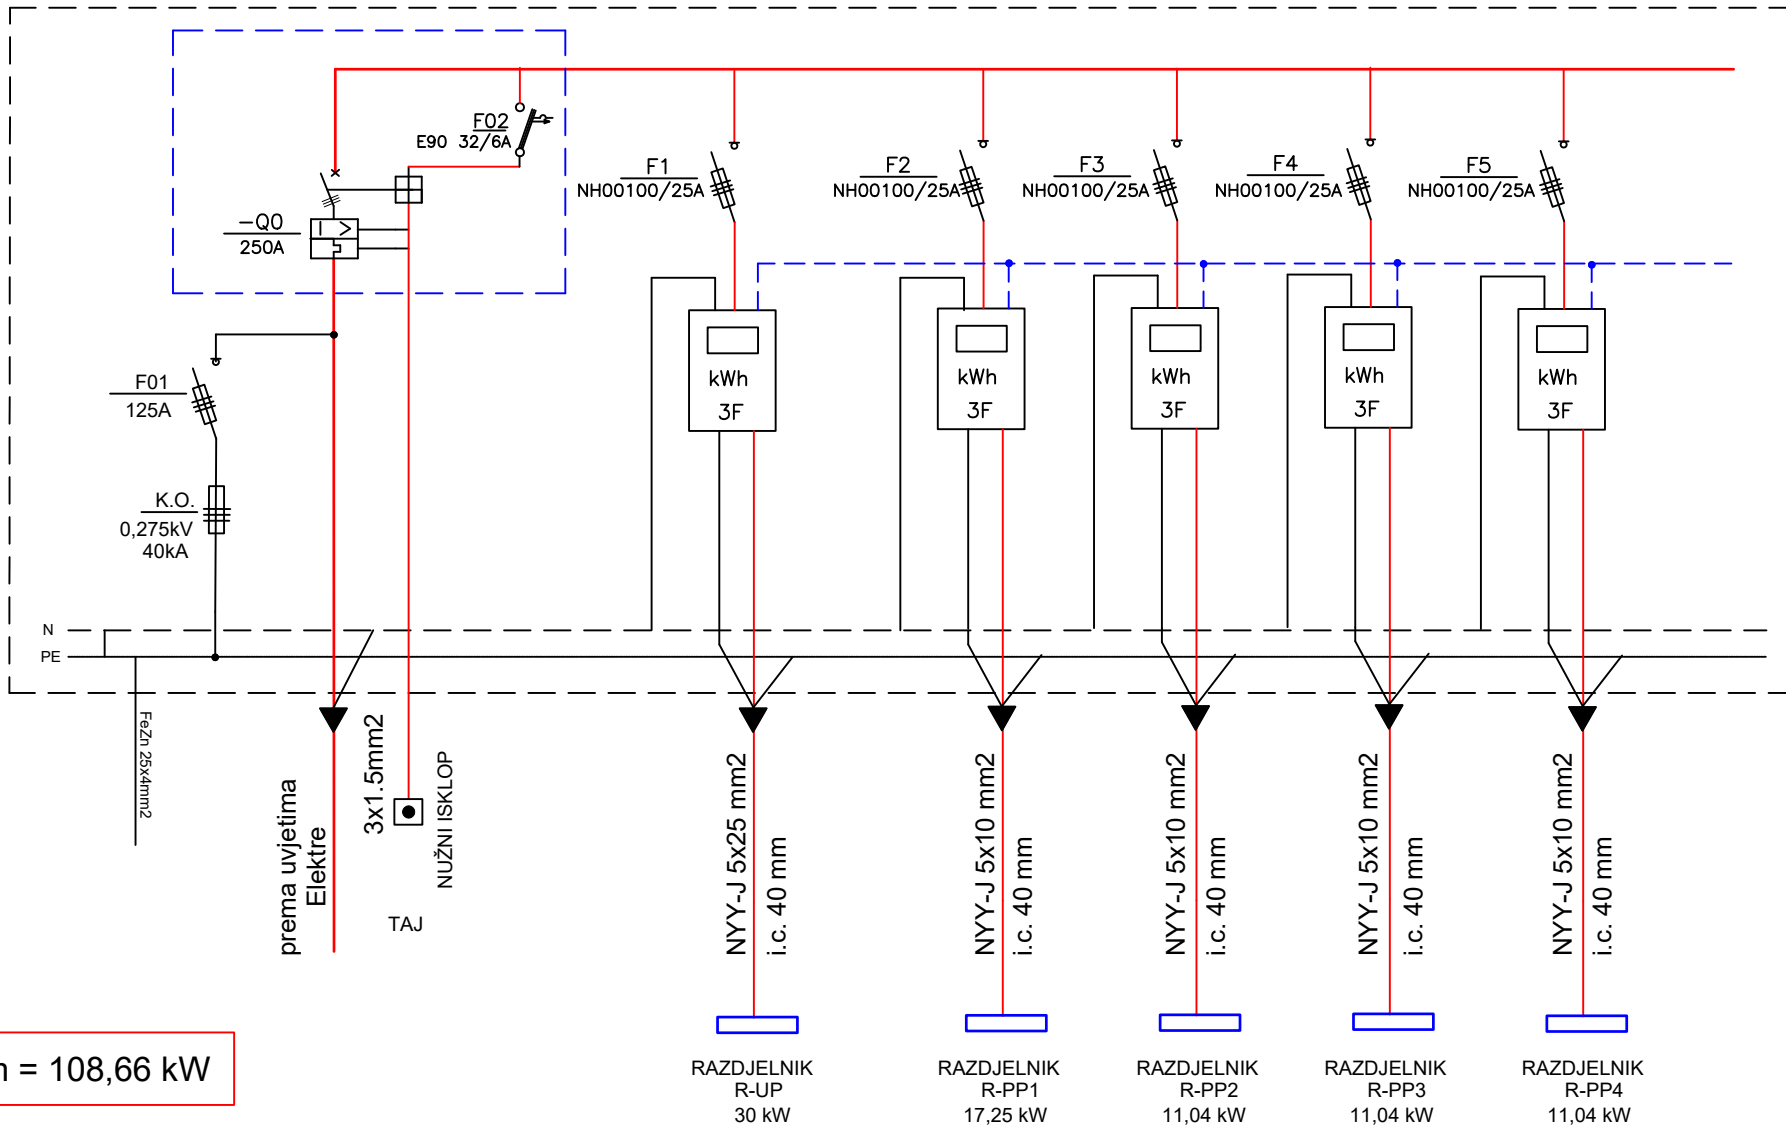 F02
E90 32/6A
-Q0
250A
F01
125A
K.O.
0,275kV
40kA
F1
NH00100/25A
F2
NH00100/25A
F3
NH00100/25A
F4
NH00100/25A
F5
NH00100/25A
kWh
3F
kWh
3F
kWh
3F
kWh
3F
kWh
3F
N
PE
FeZn 25x4mm2
prema uvjetima
Elektre
3x1.5mm2
NUŽNI ISKLOP
TAJ
NYY-J 5x25 mm2
i.c. 40 mm
NYY-J 5x10 mm2
i.c. 40 mm
NYY-J 5x10 mm2
i.c. 40 mm
NYY-J 5x10 mm2
i.c. 40 mm
NYY-J 5x10 mm2
i.c. 40 mm
= 108,66 kW
RAZDJELNIK
R-UP
30 kW
RAZDJELNIK
R-PP1
17,25 kW
RAZDJELNIK
R-PP2
11,04 kW
RAZDJELNIK
R-PP3
11,04 kW
RAZDJELNIK
R-PP4
11,04 kW